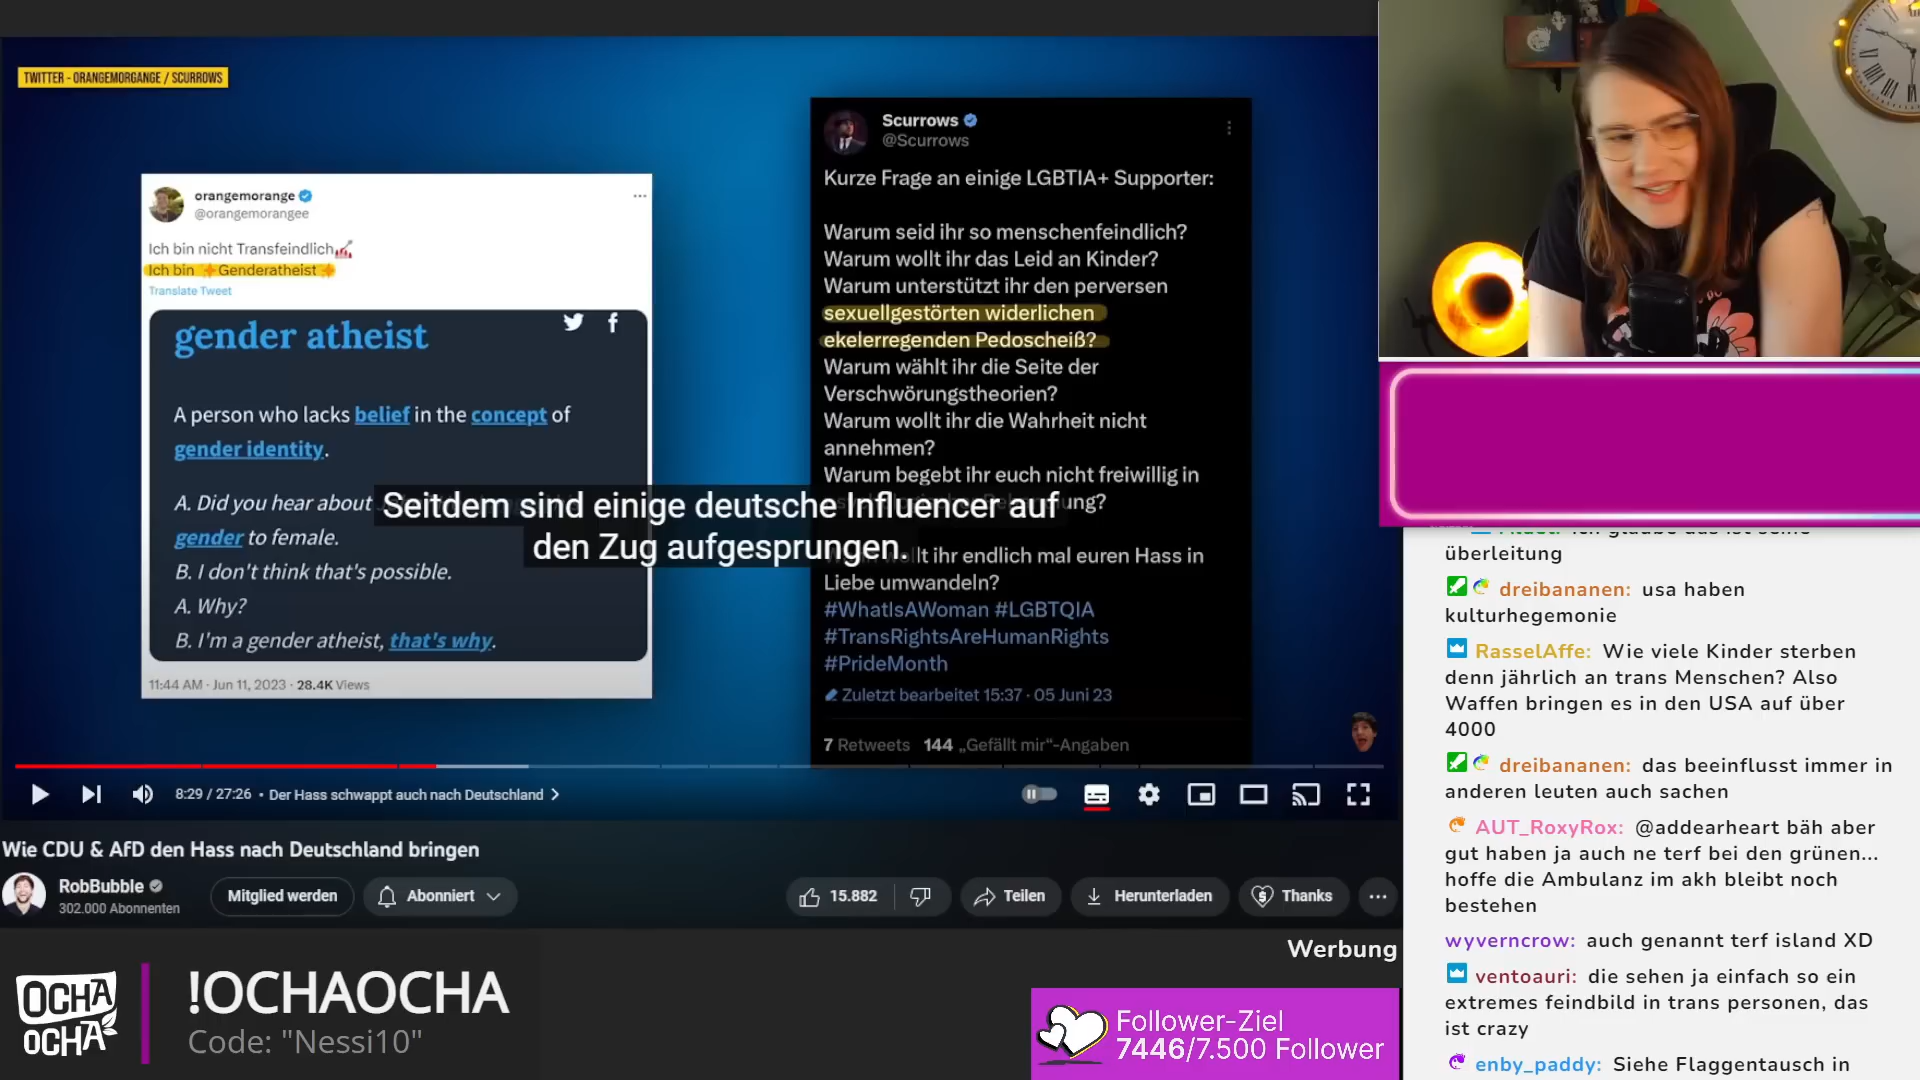 TWITTER - ORANGEMORGANGE / SCURROWS
orangemorange
@orangemorangee
Ich bin nicht Transfeindlich
Ich bin ✨Genderatheist✨
Translate Tweet
gender atheist
A person who lacks belief in the concept of
gender identity.
A. Did you hear about
gender to female.
B. I don't think that's possible.
A. Why?
B. I'm a gender atheist, that's why.
11:44 AM · Jun 11, 2023 · 28.4K Views
Scurrows
@Scurrows
Kurze Frage an einige LGBTIA+ Supporter:
Warum seid ihr so menschenfeindlich?
Warum wollt ihr das Leid an Kinder?
Warum unterstützt ihr den perversen
sexuellgestörten widerlichen
ekelerregenden Pedoscheiß?
Warum wählt ihr die Seite der
Verschwörungstheorien?
Warum wollt ihr die Wahrheit nicht
annehmen?
Warum begebt ihr euch nicht freiwillig in
ihr endlich mal euren Hass in
Liebe umwandeln?
#WhatIsAWoman #LGBTQIA
#TransRightsAreHumanRights
#PrideMonth
Zuletzt bearbeitet 15:37 · 05 Juni 23
7 Retweets 144 „Gefällt mir“-Angaben
Seitdem sind einige deutsche Influencer auf
den Zug aufgesprungen.
8:29 / 27:26 • Der Hass schwappt auch nach Deutschland
Wie CDU & AfD den Hass nach Deutschland bringen
RobBubble
302.000 Abonnenten
Mitglied werden
Abonniert
15.882
Teilen
Herunterladen
Thanks
OCHA
OCHA
!OCHAOCHA
Code: "Nessi10"
Werbung
Follower-Ziel
7446/7.500 Follower
überleitung
dreibananen: usa haben
kulturhegemonie
RasselAffe: Wie viele Kinder sterben
denn jährlich an trans Menschen? Also
Waffen bringen es in den USA auf über
4000
dreibananen: das beeinflusst immer in
anderen leuten auch sachen
AUT_RoxyRox: @addearheart bäh aber
gut haben ja auch ne terf bei den grünen...
hoffe die Ambulanz im akh bleibt noch
bestehen
wyverncrow: auch genannt terf island XD
ventoauri: die sehen ja einfach so ein
extremes feindbild in trans personen, das
ist crazy
enby_paddy: Siehe Flaggentausch in